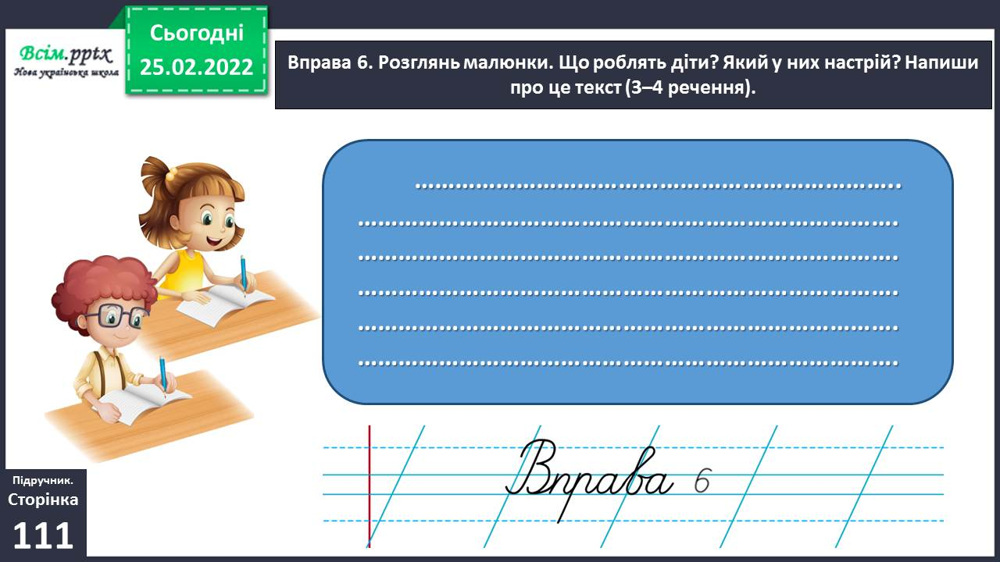 Сьогодні
25.02.2022
Всім.pptx
Нова українська школа
Вправа 6. Розглянь малюнки. Що роблять діти? Який у них настрій? Напиши
про це текст (3–4 речення).
Вправа 6
Підручник.
Сторінка
111